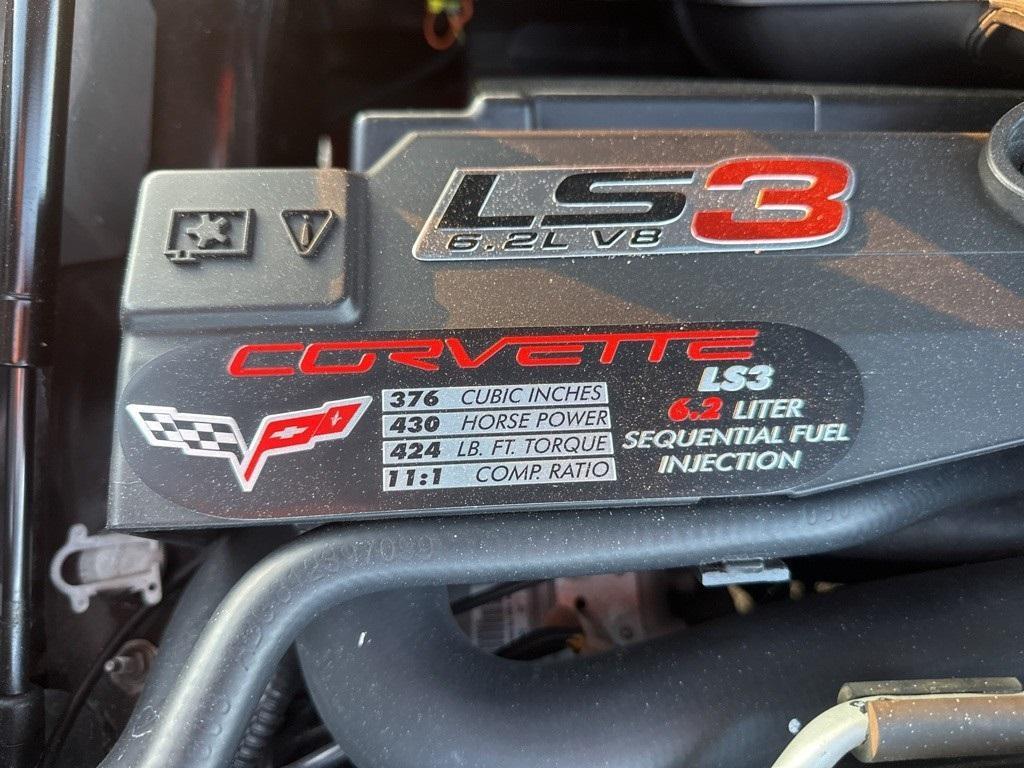 LS3
6.2L V8
CORVETTE
376 CUBIC INCHES
430 HORSE POWER
424 LB. FT. TORQUE
11:1 COMP. RATIO
LS3
6.2 LITER
SEQUENTIAL FUEL
INJECTION